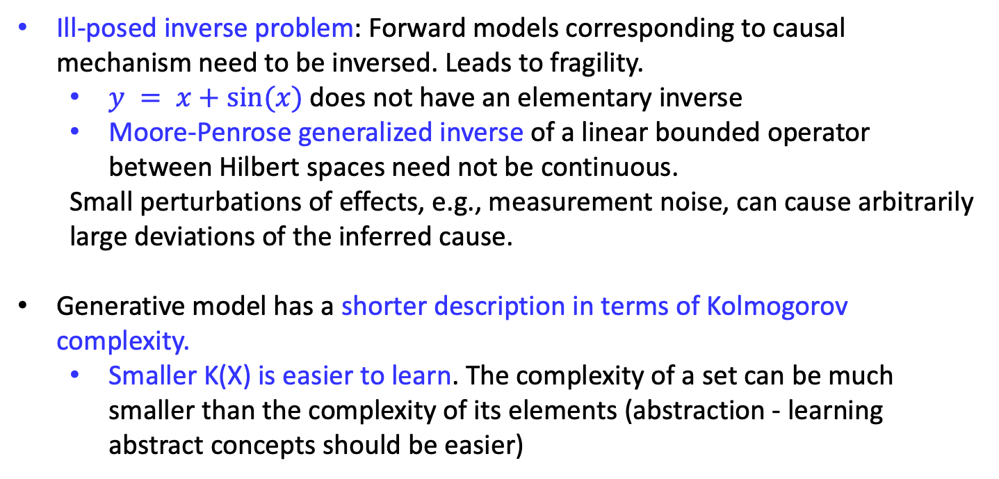 • Ill-posed inverse problem: Forward models corresponding to causal
mechanism need to be inversed. Leads to fragility.
• y = x + sin(x) does not have an elementary inverse
• Moore-Penrose generalized inverse of a linear bounded operator
between Hilbert spaces need not be continuous.
Small perturbations of effects, e.g., measurement noise, can cause arbitrarily
large deviations of the inferred cause.
• Generative model has a shorter description in terms of Kolmogorov
complexity.
• Smaller K(X) is easier to learn. The complexity of a set can be much
smaller than the complexity of its elements (abstraction - learning
abstract concepts should be easier)